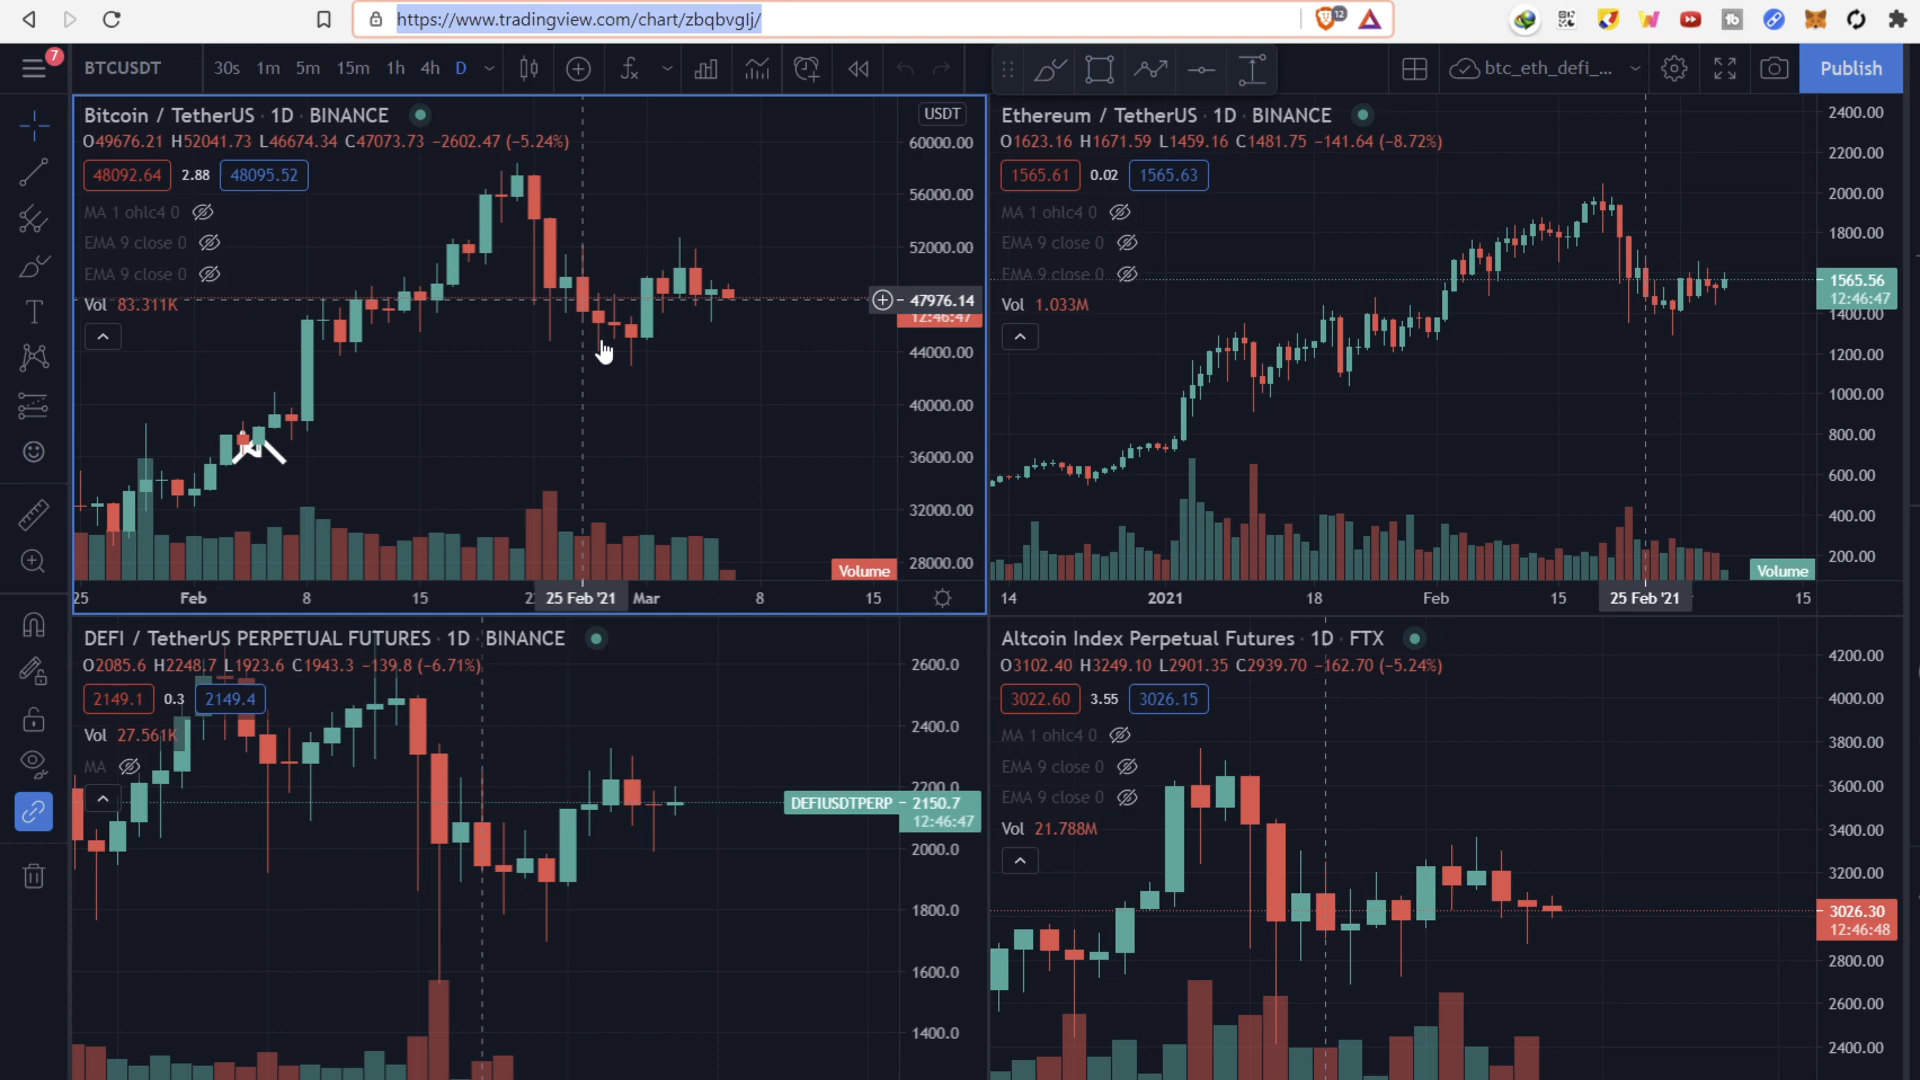 https://www.tradingview.com/chart/zbqbvglj/
12
7
BTCUSDT 30s 1m 5m 15m 1h 4h D
btc_eth_defi_... Publish
Bitcoin / TetherUS · 1D · BINANCE
USDT
O49676.21 H52041.73 L46674.34 C47073.73 −2602.47 (−5.24%)
48092.64 2.88 48095.52
MA 1 ohlc4 0
EMA 9 close 0
EMA 9 close 0
Vol 83.311K
60000.00
56000.00
52000.00
47976.14
12:46:47
44000.00
40000.00
36000.00
32000.00
28000.00
Volume
25 Feb 8 15 25 Feb '21 Mar 8 15
Ethereum / TetherUS · 1D · BINANCE
O1623.16 H1671.59 L1459.16 C1481.75 −141.64 (−8.72%)
1565.61 0.02 1565.63
MA 1 ohlc4 0
EMA 9 close 0
EMA 9 close 0
Vol 1.033M
2400.00
2200.00
2000.00
1800.00
1565.56
12:46:47
1400.00
1200.00
1000.00
800.00
600.00
400.00
200.00
Volume
14 2021 18 Feb 15 25 Feb '21 15
DEFI / TetherUS PERPETUAL FUTURES · 1D · BINANCE
O2085.6 H2248.7 L1923.6 C1943.3 −139.8 (−6.71%)
2149.1 0.3 2149.4
Vol 27.561K
MA
2600.0
2400.0
2200.0
DEFIUSDTPERP 2150.7
12:46:47
2000.0
1800.0
1600.0
1400.0
Altcoin Index Perpetual Futures · 1D · FTX
O3102.40 H3249.10 L2901.35 C2939.70 −162.70 (−5.24%)
3022.60 3.55 3026.15
MA 1 ohlc4 0
EMA 9 close 0
EMA 9 close 0
Vol 21.788M
4200.00
4000.00
3800.00
3600.00
3400.00
3200.00
3026.30
12:46:48
2800.00
2600.00
2400.00